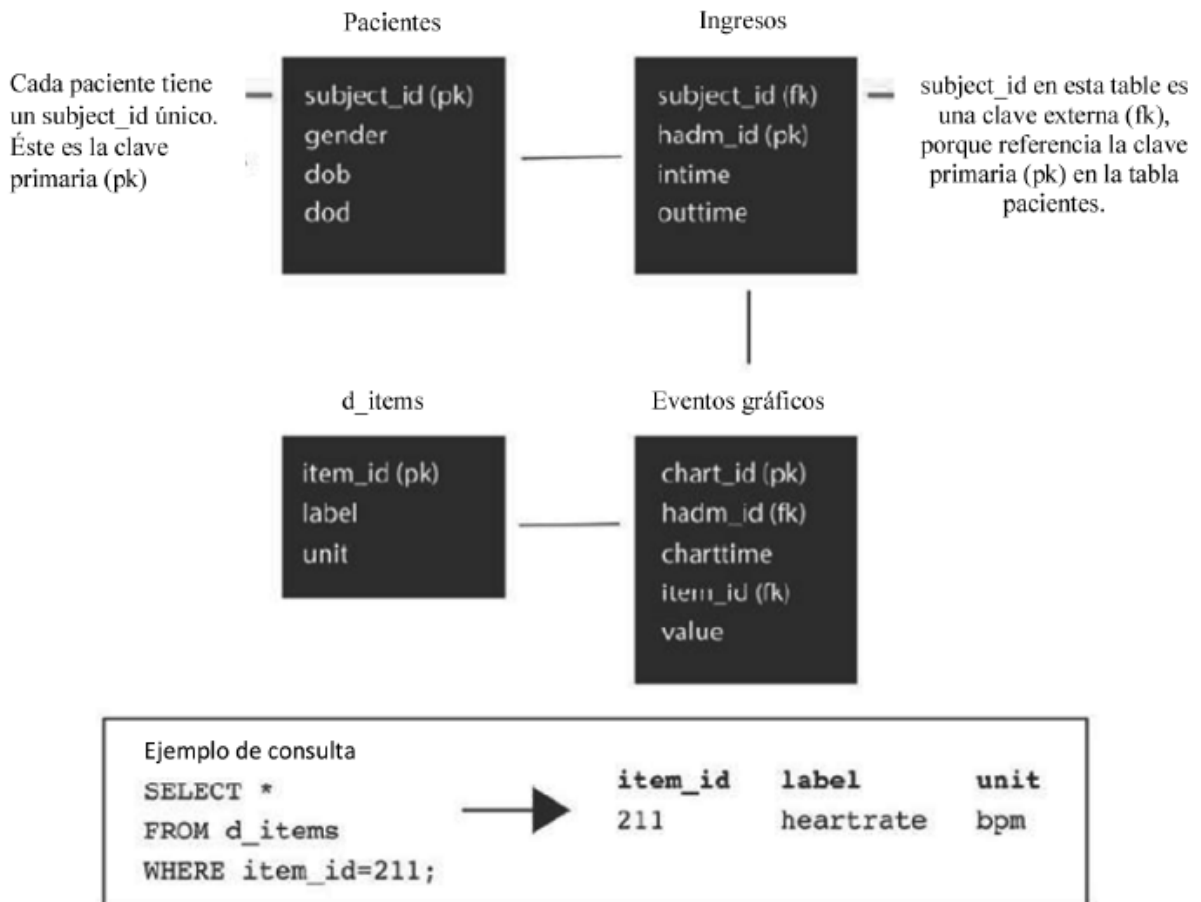 Pacientes
Ingresos
Cada paciente tiene
un subject_id único.
Éste es la clave
primaria (pk)
subject_id (pk)
gender
dob
dod
subject_id (fk)
hadm_id (pk)
intime
outtime
subject_id en esta table es
una clave externa (fk),
porque referencia la clave
primaria (pk) en la tabla
pacientes.
d_items
Eventos gráficos
item_id (pk)
label
unit
chart_id (pk)
hadm_id (fk)
charttime
item_id (fk)
value
Ejemplo de consulta
SELECT *
FROM d_items
WHERE item_id=211;
item_id label unit
211 heartrate bpm